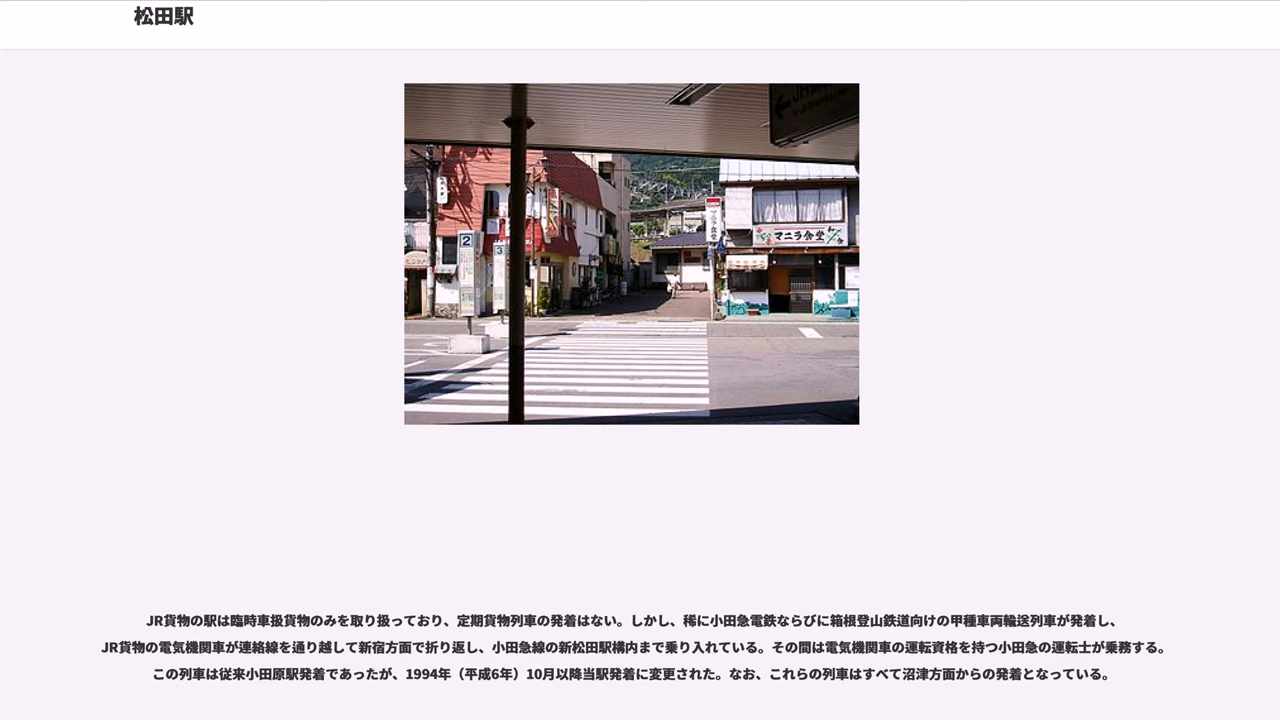 松田駅
2
3
マニラ食堂
マニラ食堂
JR貨物の駅は臨時車扱貨物のみを取り扱っており、定期貨物列車の発着はない。しかし、稀に小田急電鉄ならびに箱根登山鉄道向けの甲種車両輸送列車が発着し、
JR貨物の電気機関車が連絡線を通り越して新宿方面で折り返し、小田急線の新松田駅構内まで乗り入れている。その間は電気機関車の運転資格を持つ小田急の運転士が乗務する。
この列車は従来小田原駅発着であったが、1994年（平成6年）10月以降当駅発着に変更された。なお、これらの列車はすべて沼津方面からの発着となっている。